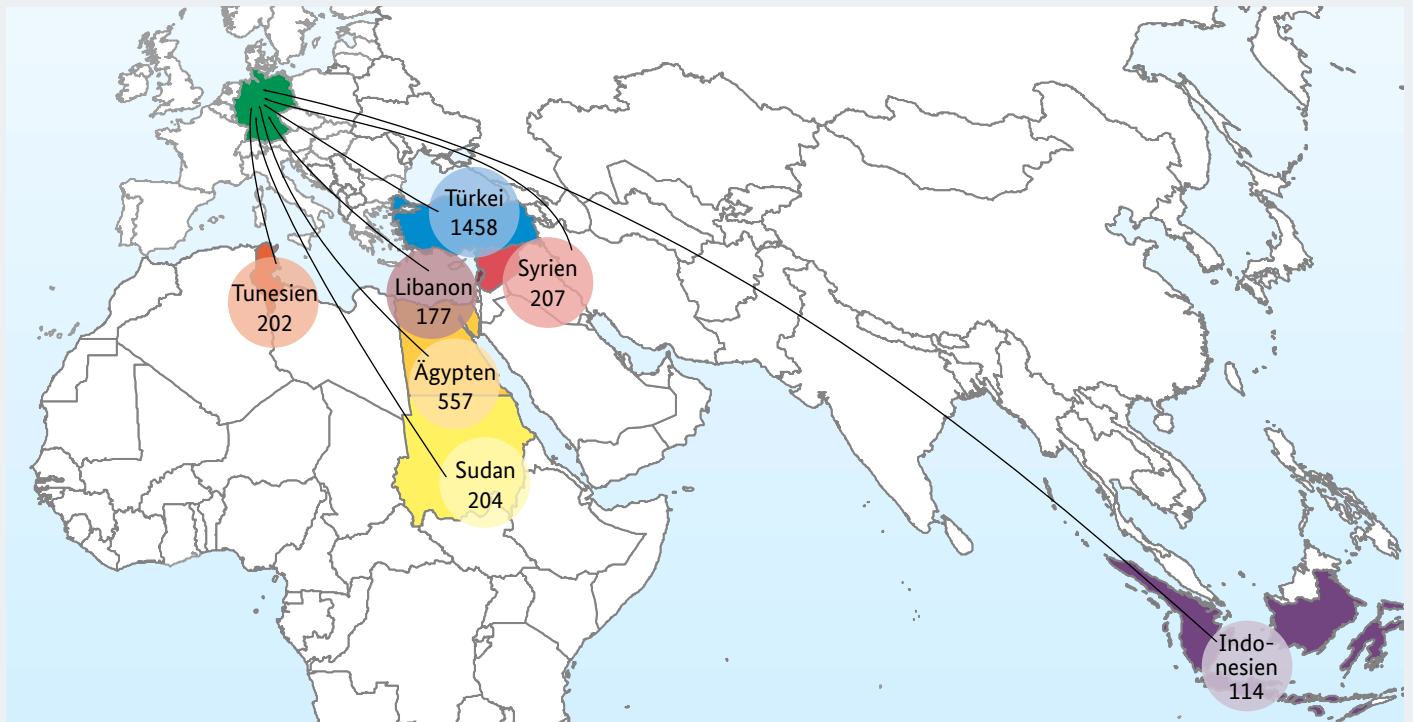 Türkei
1458
Syrien
207
Libanon
177
Tunesien
202
Ägypten
557
Sudan
204
Indo-
nesien
114